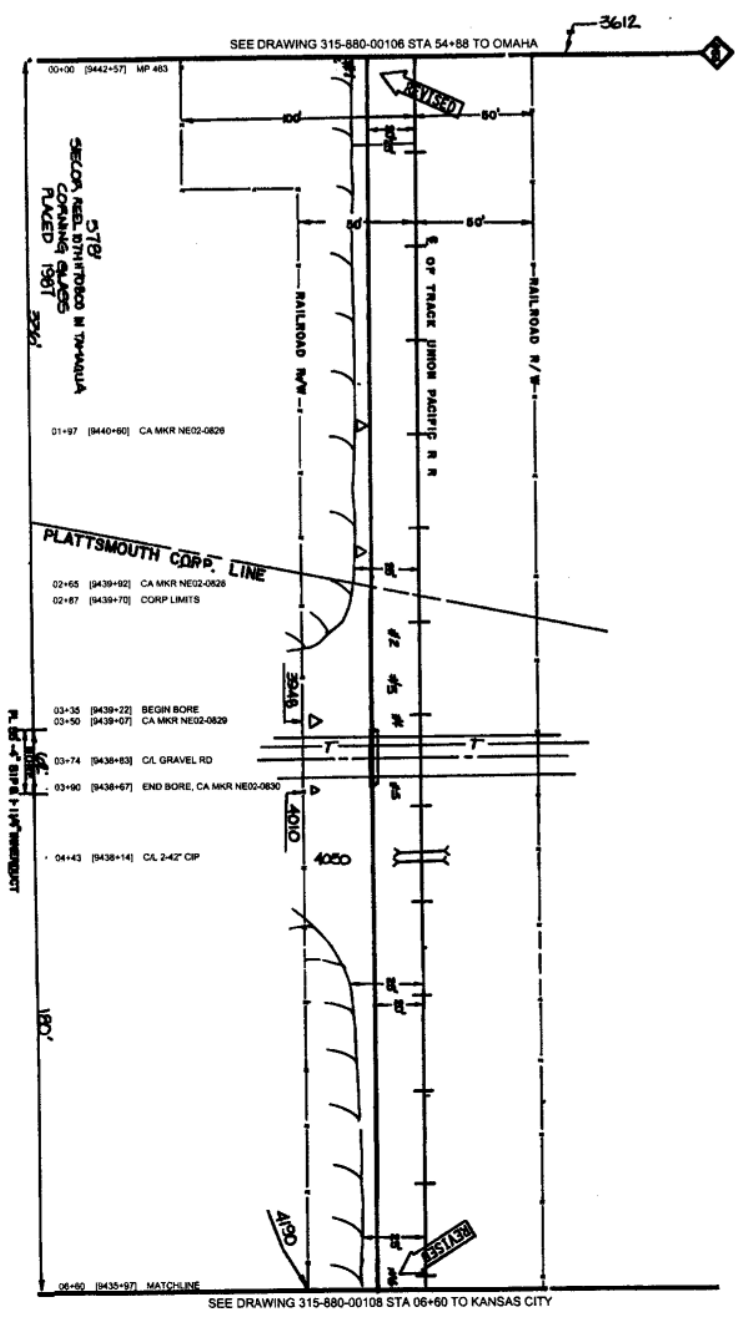 3612
SEE DRAWING 315-880-00106 STA 54+88 TO OMAHA
00+00 [9442+57] MP 463
REVISED
100'
50'
50'
50'
578'
SIECOR REEL
IN TAMAQUA
CORNING GLASS
PLACED 1987
RAILROAD R/W
℄ OF TRACK UNION PACIFIC R R
RAILROAD R/W
01+97 [9440+60] CA MKR NE02-0826
PLATTSMOUTH CORP. LINE
02+65 [9439+92] CA MKR NE02-0828
02+87 [9439+70] CORP LIMITS
#2
3948
03+35 [9439+22] BEGIN BORE
03+50 [9439+07] CA MKR NE02-0829
T T
03+74 [9438+83] C/L GRAVEL RD
BORE
03+90 [9438+67] END BORE, CA MKR NE02-0830
#5
4010
04+43 [9438+14] C/L 2-42" CIP
4050
180'
4190
REVISED
06+60 [9435+97] MATCHLINE
SEE DRAWING 315-880-00108 STA 06+60 TO KANSAS CITY